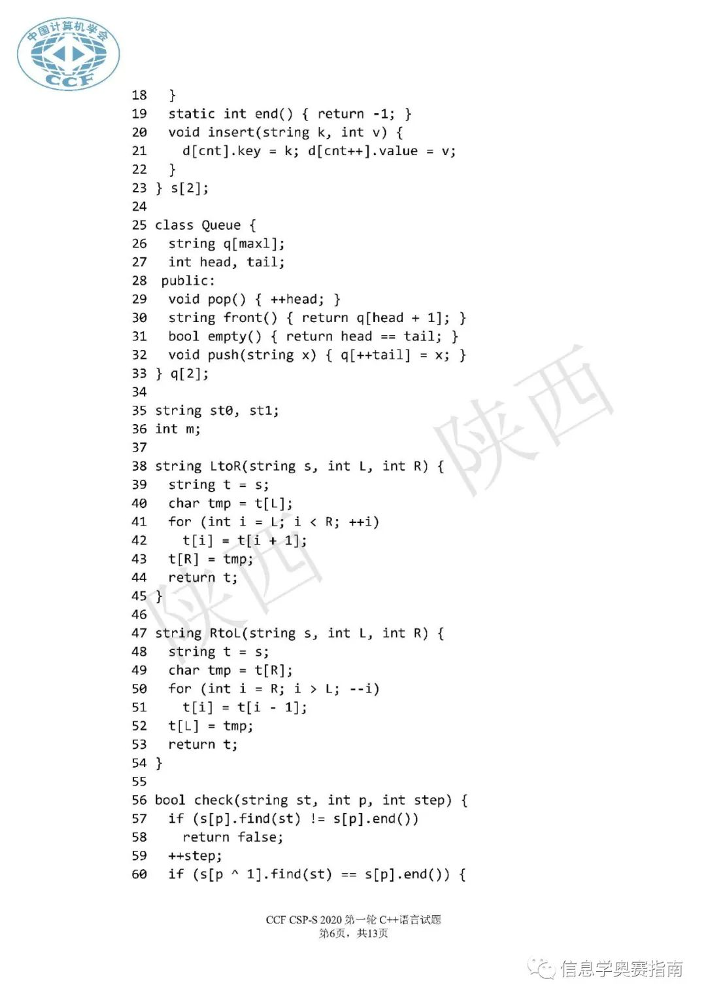 中国计算机学会
CCF
18 }
19 static int end() { return -1; }
20 void insert(string k, int v) {
21 d[cnt].key = k; d[cnt++].value = v;
22 }
23 } s[2];
24
25 class Queue {
26 string q[maxl];
27 int head, tail;
28 public:
29 void pop() { ++head; }
30 string front() { return q[head + 1]; }
31 bool empty() { return head == tail; }
32 void push(string x) { q[++tail] = x; }
33 } q[2];
34
35 string st0, st1;
36 int m;
37
38 string LtoR(string s, int L, int R) {
39 string t = s;
40 char tmp = t[L];
41 for (int i = L; i < R; ++i)
42 t[i] = t[i + 1];
43 t[R] = tmp;
44 return t;
45 }
46
47 string RtoL(string s, int L, int R) {
48 string t = s;
49 char tmp = t[R];
50 for (int i = R; i > L; --i)
51 t[i] = t[i - 1];
52 t[L] = tmp;
53 return t;
54 }
55
56 bool check(string st, int p, int step) {
57 if (s[p].find(st) != s[p].end())
58 return false;
59 ++step;
60 if (s[p ^ 1].find(st) == s[p].end()) {
陕西
陕西
CCF CSP-S 2020 第一轮 C++语言试题
第6页，共13页
信息学奥赛指南